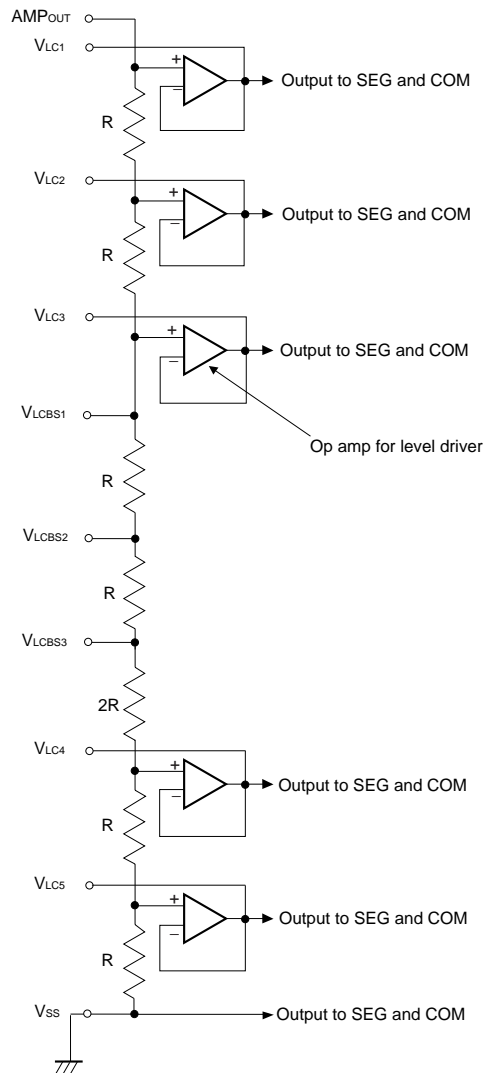 AMPOUT
VLC1
+
−
Output to SEG and COM
R
VLC2
+
−
Output to SEG and COM
R
VLC3
+
−
Output to SEG and COM
VLCBS1
Op amp for level driver
R
VLCBS2
R
VLCBS3
2R
VLC4
+
−
Output to SEG and COM
R
VLC5
+
−
Output to SEG and COM
R
VSS
Output to SEG and COM